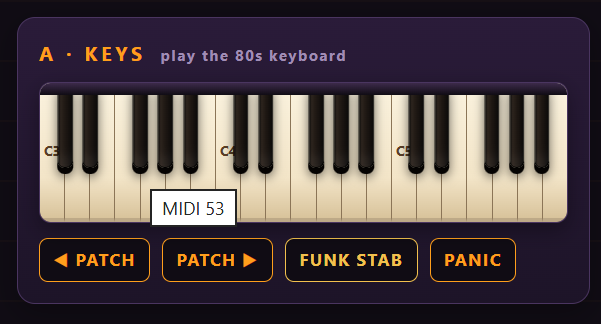 A · KEYS play the 80s keyboard
C3 C4 C5
MIDI 53
◀ PATCH PATCH ▶ FUNK STAB PANIC